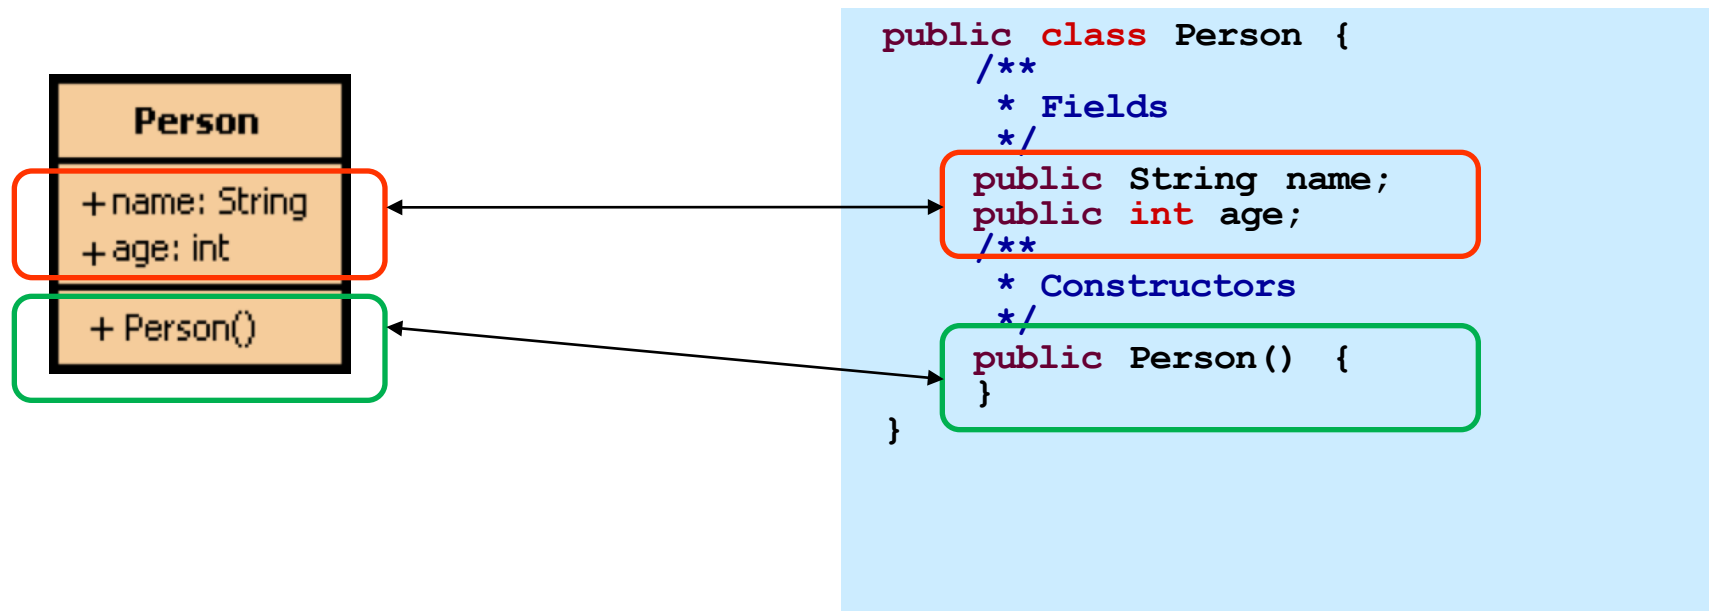 Person
+name: String
+age: int
+ Person()
public class Person {
/**
* Fields
*/
public String name;
public int age;
/**
* Constructors
*/
public Person() {
}
}